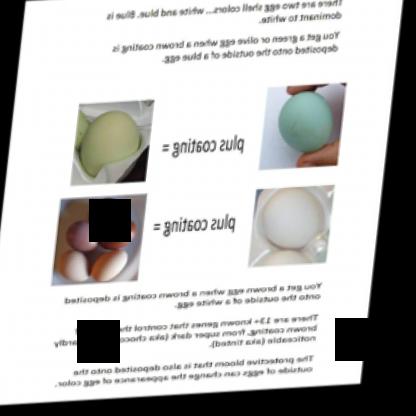 There are two egg shell colors... white and blue. Blue is
dominant to white.
You get a green or olive egg when a brown coating is
deposited onto the outside of a blue egg.
plus coating =
plus coating =
You get a brown egg when a brown coating is deposited
onto the outside of a white egg.
There are 13+ known genes that control
brown coating, from super dark (aka
noticeable (aka tinted).
The protective bloom that is also deposited onto the
outside of eggs can change the appearance of egg color.